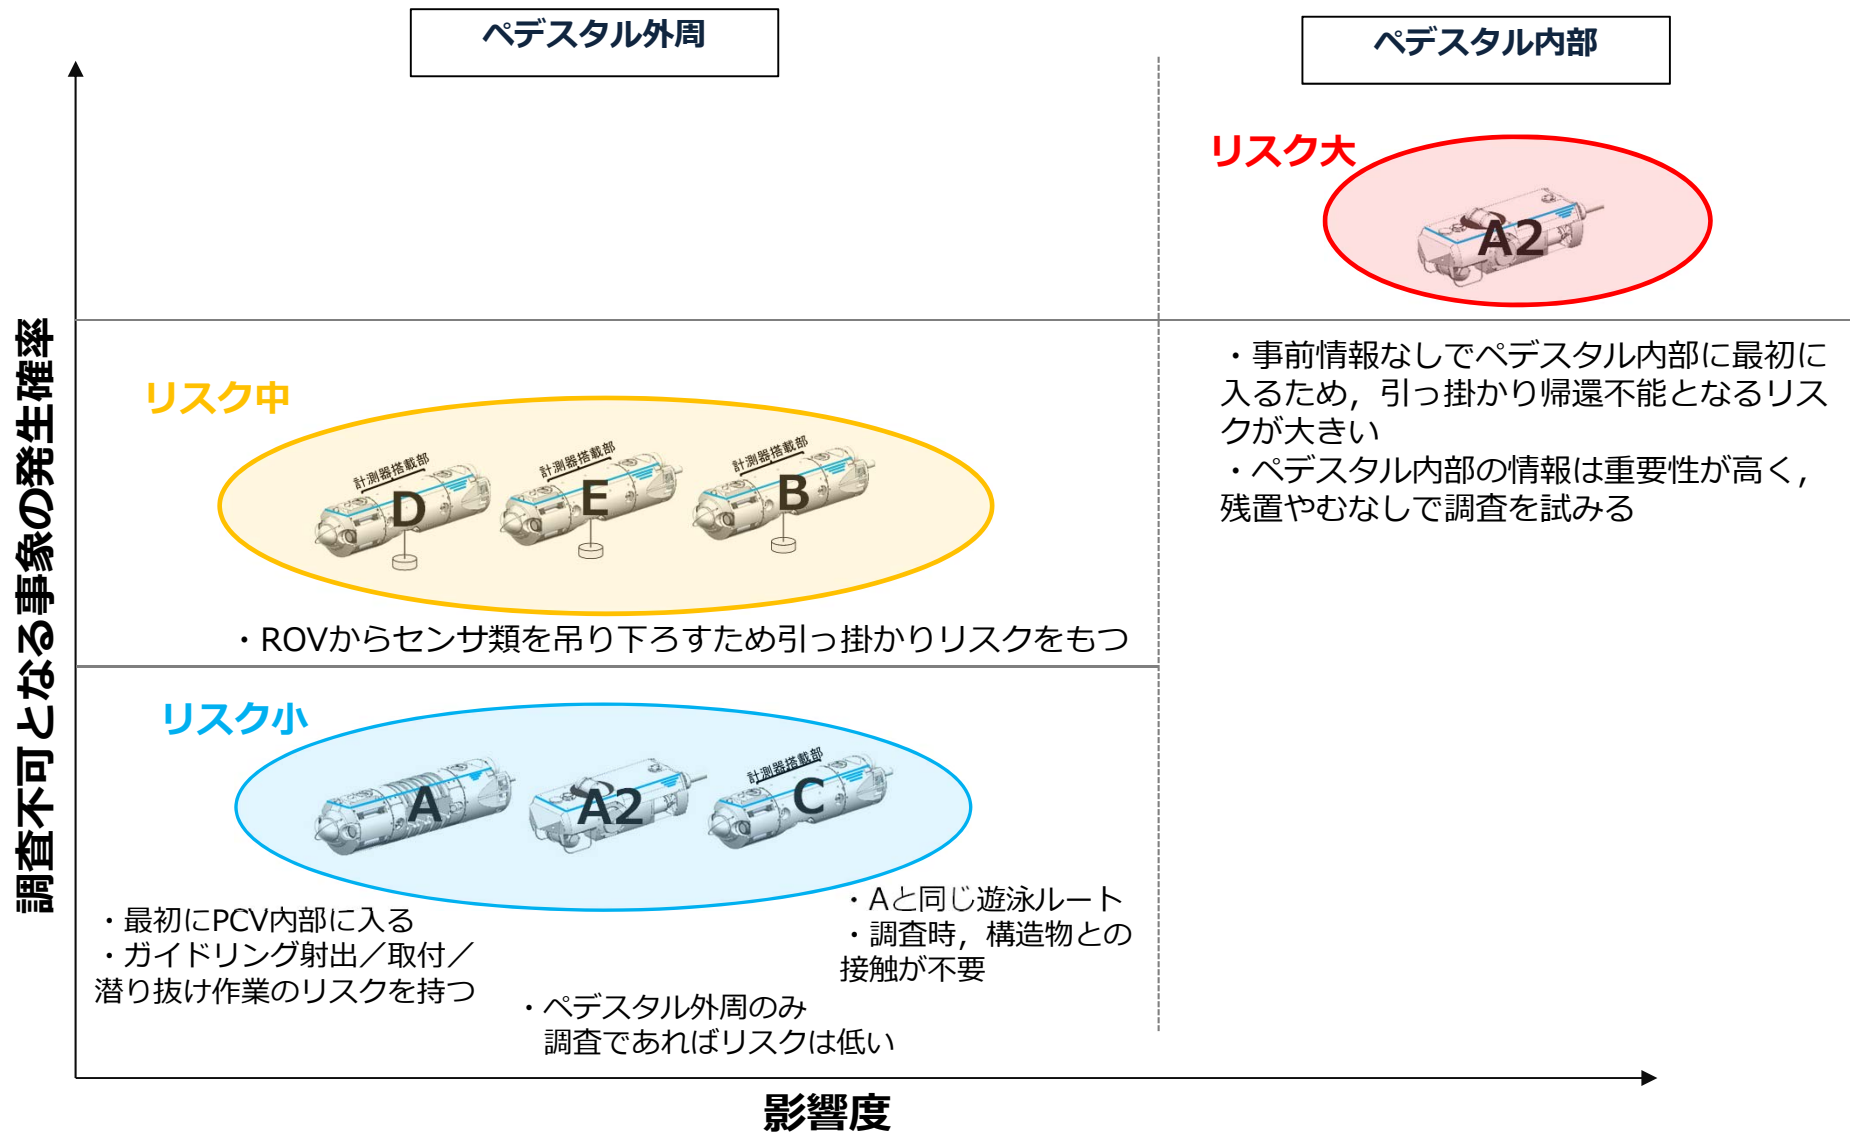 ペデスタル外周
ペデスタル内部
リスク大
A2
・事前情報なしでペデスタル内部に最初に
入るため，引っ掛かり帰還不能となるリス
クが大きい
・ペデスタル内部の情報は重要性が高く，
残置やむなしで調査を試みる
調査不可となる事象の発生確率
リスク中
計測器搭載部
計測器搭載部
計測器搭載部
D
E
B
・ROVからセンサ類を吊り下ろすため引っ掛かりリスクをもつ
リスク小
計測器搭載部
A
A2
C
・最初にPCV内部に入る
・ガイドリング射出／取付／
潜り抜け作業のリスクを持つ
・ペデスタル外周のみ
調査であればリスクは低い
・Aと同じ遊泳ルート
・調査時，構造物との
接触が不要
影響度